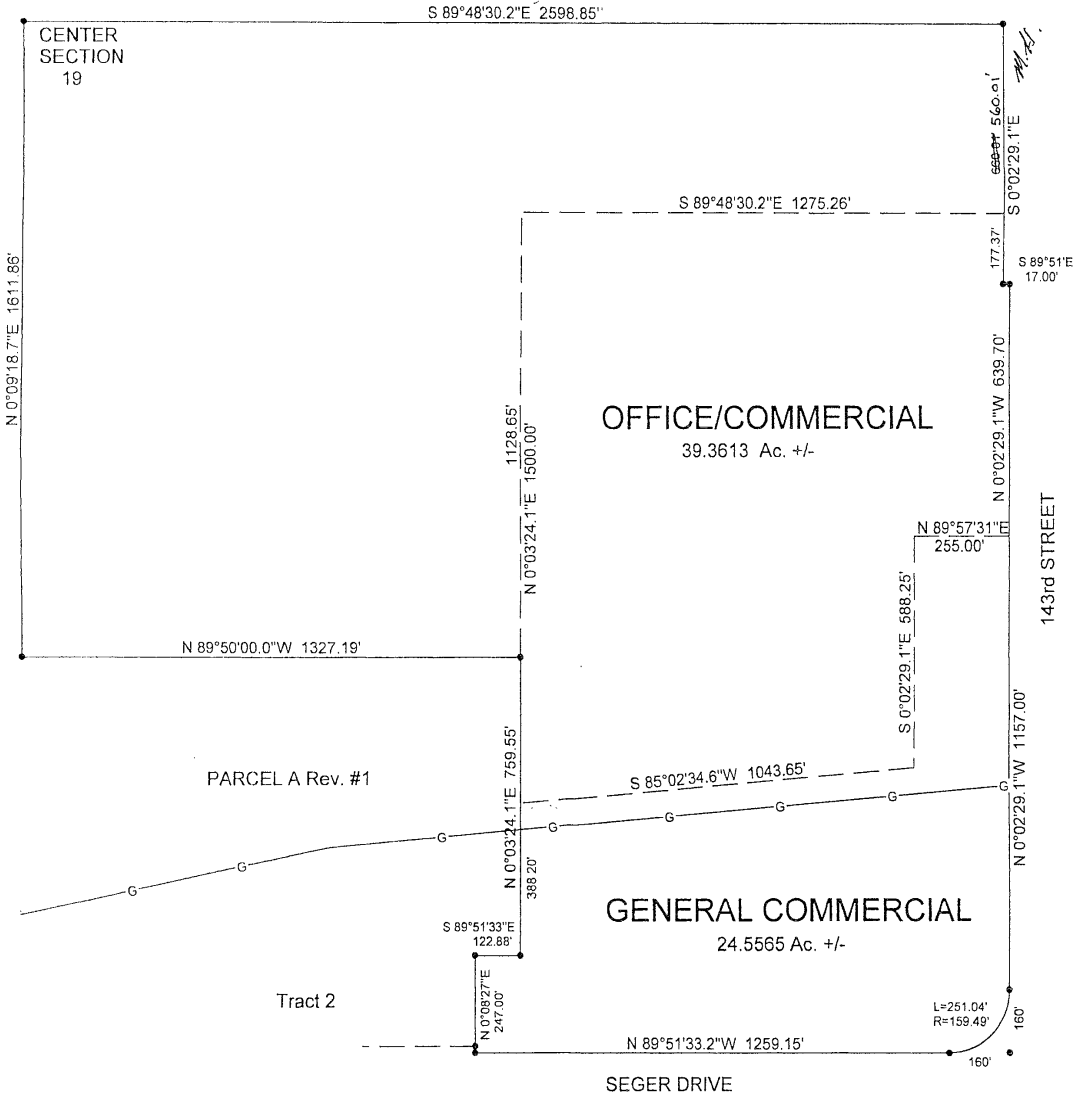 S 89°48'30.2"E 2598.85"
CENTER
SECTION
19
M.H.
560.01'
S 0°02'29.1"E
S 89°48'30.2"E 1275.26'
177.37'
S 89°51'E
17.00'
N 0°09'18.7"E 1611.86'
1128.65'
N 0°03'24.1"E 1500.00'
OFFICE/COMMERCIAL
39.3613 Ac. +/-
N 0°02'29.1"W 639.70'
N 89°57'31"E
255.00'
143rd STREET
S 0°02'29.1"E 588.25'
N 89°50'00.0"W 1327.19'
N 0°02'29.1"W 1157.00'
PARCEL A Rev. #1
N 0°03'24.1"E 759.55'
S 85°02'34.6"W 1043.65'
G G G G G G G G
388.20'
GENERAL COMMERCIAL
24.5565 Ac. +/-
S 89°51'33"E
122.88'
Tract 2
N 0°08'27"E
247.00'
L=251.04'
R=159.49'
160'
N 89°51'33.2"W 1259.15'
160'
SEGER DRIVE